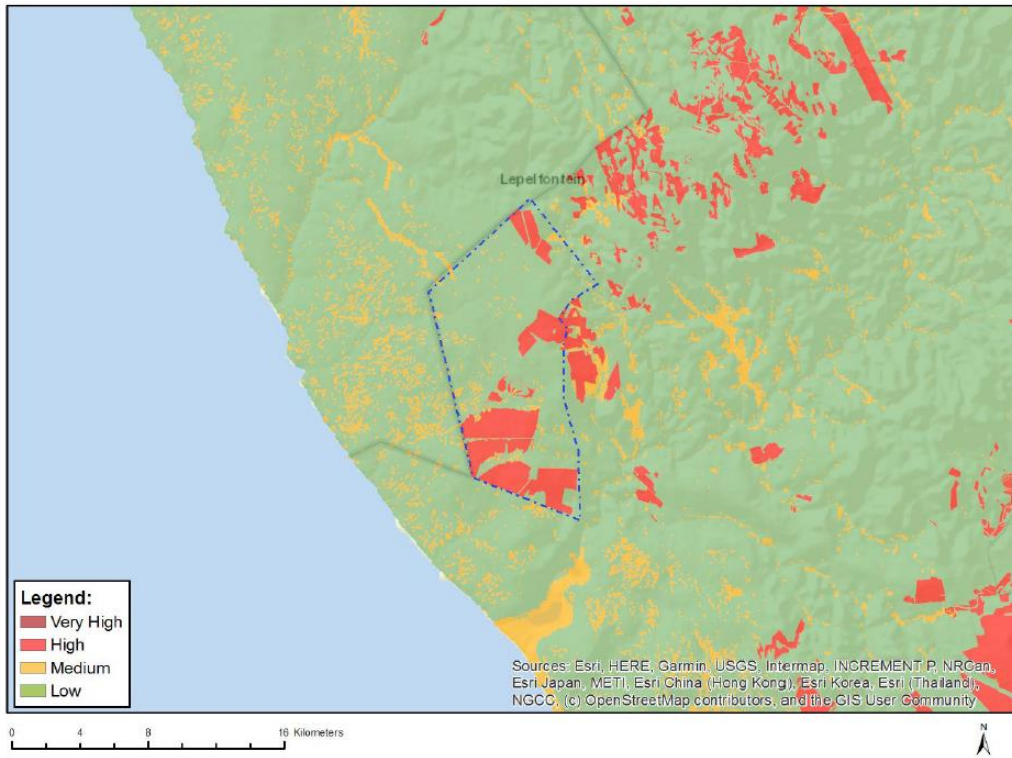 Lepelfontein
Legend:
Very High
High
Medium
Low
Sources: Esri, HERE, Garmin, USGS, Intermap, INCREMENT P, NRCan,
Esri Japan, METI, Esri China (Hong Kong), Esri Korea, Esri (Thailand),
NGCC, (c) OpenStreetMap contributors, and the GIS User Community
0 4 8 16 Kilometers
N